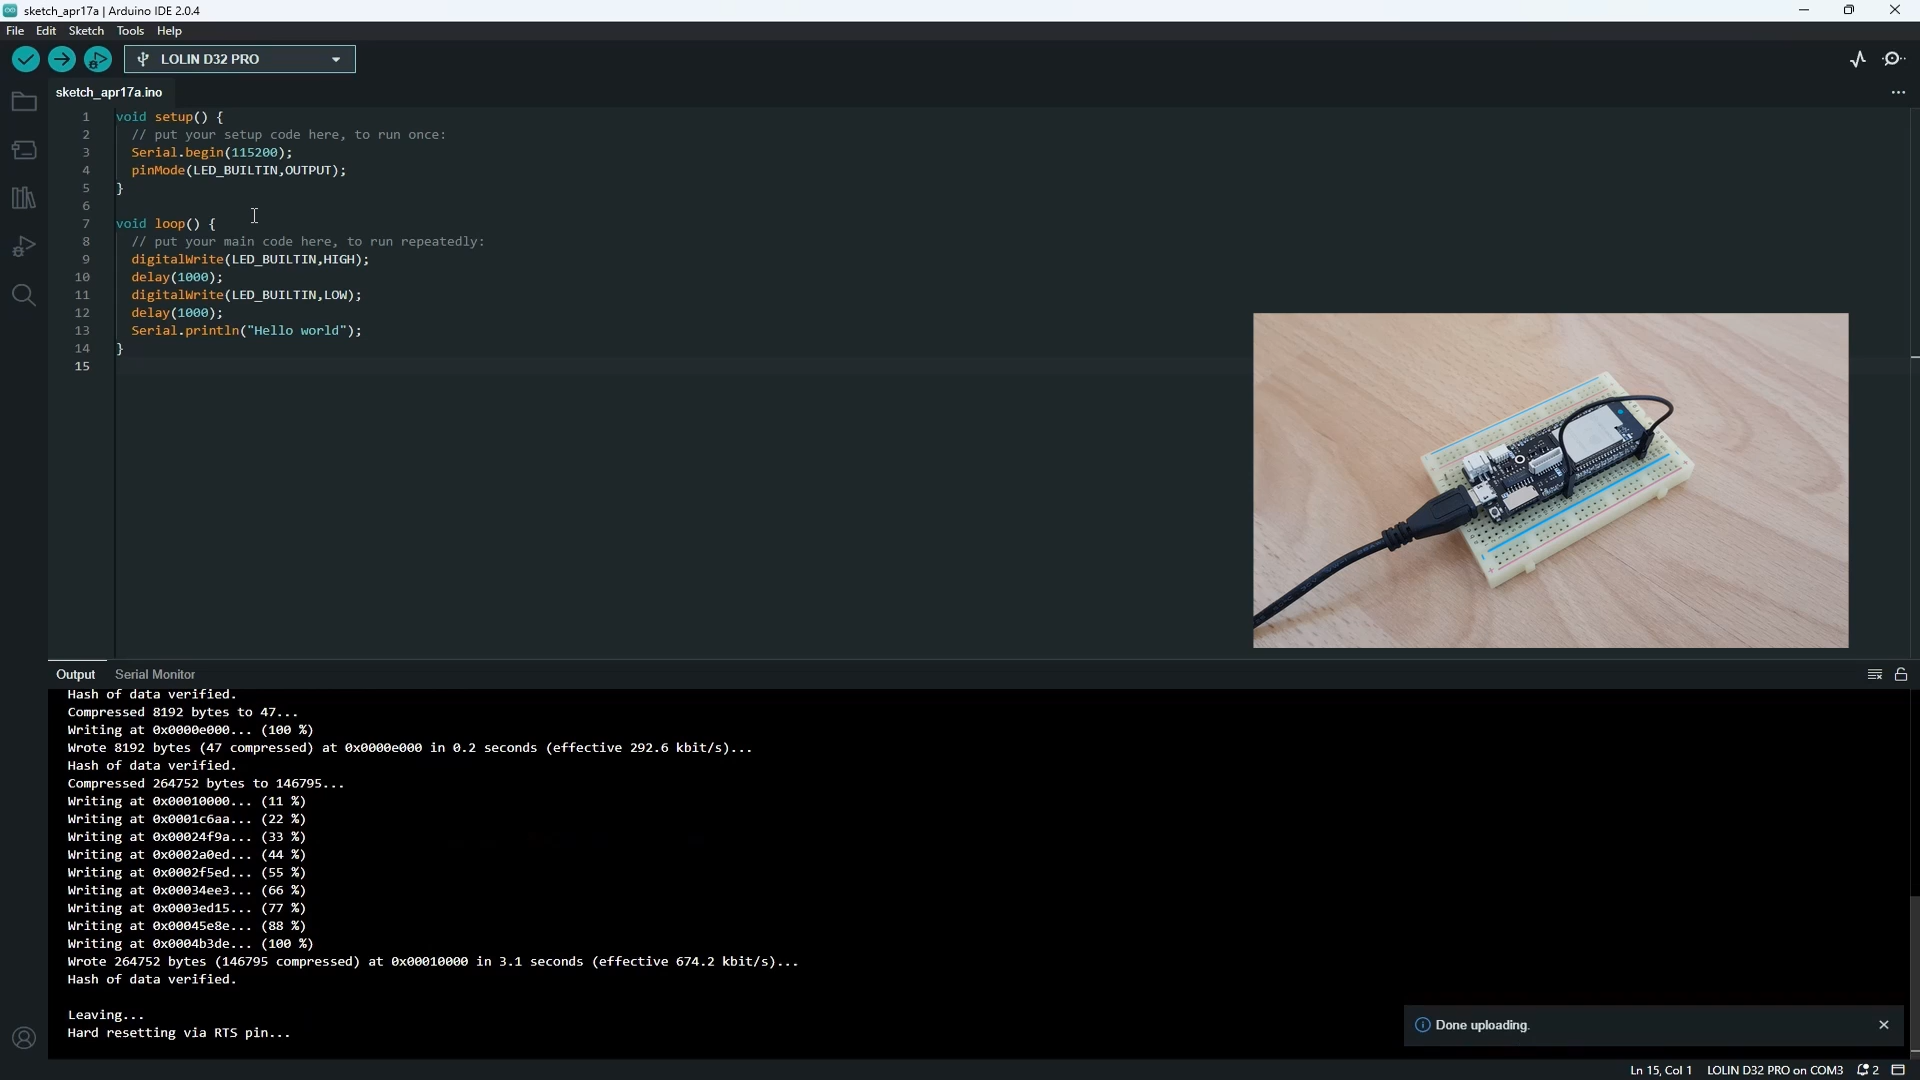 sketch_apr17a | Arduino IDE 2.0.4
File Edit Sketch Tools Help
LOLIN D32 PRO
sketch_apr17a.ino
1 void setup() {
2 // put your setup code here, to run once:
3 Serial.begin(115200);
4 pinMode(LED_BUILTIN,OUTPUT);
5 }
6
7 void loop() {
8 // put your main code here, to run repeatedly:
9 digitalWrite(LED_BUILTIN,HIGH);
10 delay(1000);
11 digitalWrite(LED_BUILTIN,LOW);
12 delay(1000);
13 Serial.println("Hello world");
14 }
15
Output Serial Monitor
Hash of data verified.
Compressed 8192 bytes to 47...
Writing at 0x0000e000... (100 %)
Wrote 8192 bytes (47 compressed) at 0x0000e000 in 0.2 seconds (effective 292.6 kbit/s)...
Hash of data verified.
Compressed 264752 bytes to 146795...
Writing at 0x00010000... (11 %)
Writing at 0x0001c6aa... (22 %)
Writing at 0x00024f9a... (33 %)
Writing at 0x0002a0ed... (44 %)
Writing at 0x0002f5ed... (55 %)
Writing at 0x00034ee3... (66 %)
Writing at 0x0003ed15... (77 %)
Writing at 0x00045e8e... (88 %)
Writing at 0x0004b3de... (100 %)
Wrote 264752 bytes (146795 compressed) at 0x00010000 in 3.1 seconds (effective 674.2 kbit/s)...
Hash of data verified.
Leaving...
Hard resetting via RTS pin...
Done uploading.
Ln 15, Col 1 LOLIN D32 PRO on COM3 2